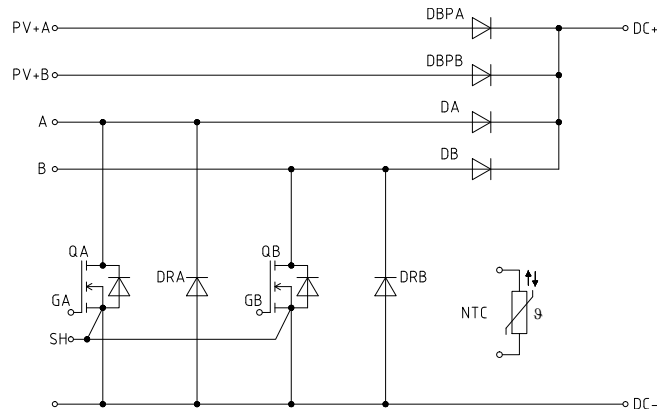 DBPA
PV+A
DC+
DBPB
PV+B
DA
A
DB
B
QA
QB
DRA
DRB
GA
GB
NTC
ϑ
SH
DC-